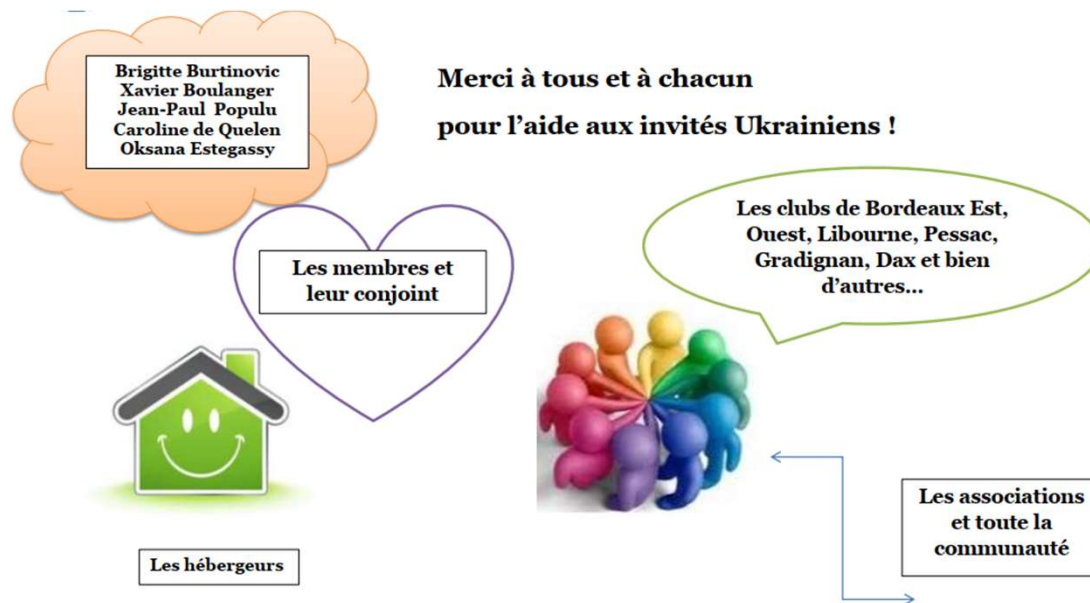 Brigitte Burtinovic
Xavier Boulanger
Jean-Paul Populu
Caroline de Quelen
Oksana Estegassy
Merci à tous et à chacun
pour l’aide aux invités Ukrainiens !
Les clubs de Bordeaux Est,
Ouest, Libourne, Pessac,
Gradignan, Dax et bien
d’autres...
Les membres et
leur conjoint
Les associations
et toute la
communauté
Les hébergeurs